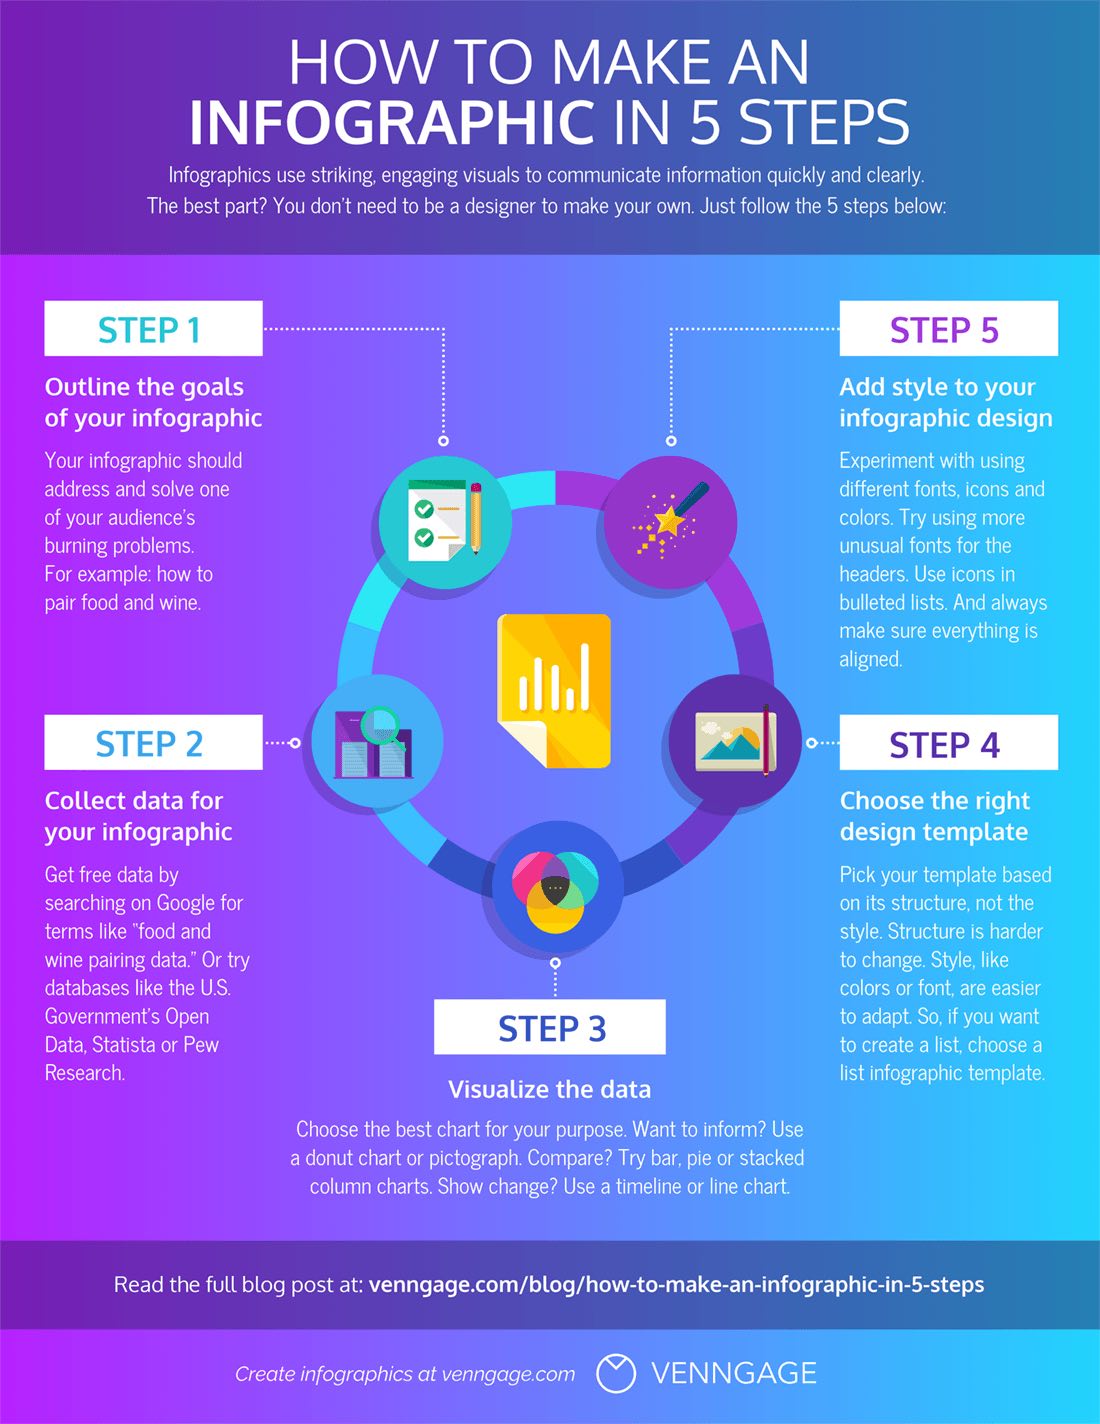 HOW TO MAKE AN
INFOGRAPHIC IN 5 STEPS
Infographics use striking, engaging visuals to communicate information quickly and clearly.
The best part? You don't need to be a designer to make your own. Just follow the 5 steps below:
STEP 1
Outline the goals
of your infographic
Your infographic should
address and solve one
of your audience's
burning problems.
For example: how to
pair food and wine.
STEP 2
Collect data for
your infographic
Get free data by
searching on Google for
terms like "food and
wine pairing data." Or try
databases like the U.S.
Government's Open
Data, Statista or Pew
Research.
STEP 3
Visualize the data
Choose the best chart for your purpose. Want to inform? Use
a donut chart or pictograph. Compare? Try bar, pie or stacked
column charts. Show change? Use a timeline or line chart.
STEP 4
Choose the right
design template
Pick your template based
on its structure, not the
style. Structure is harder
to change. Style, like
colors or font, are easier
to adapt. So, if you want
to create a list, choose a
list infographic template.
STEP 5
Add style to your
infographic design
Experiment with using
different fonts, icons and
colors. Try using more
unusual fonts for the
headers. Use icons in
bulleted lists. And always
make sure everything is
aligned.
Read the full blog post at: venngage.com/blog/how-to-make-an-infographic-in-5-steps
Create infographics at venngage.com VENNGAGE